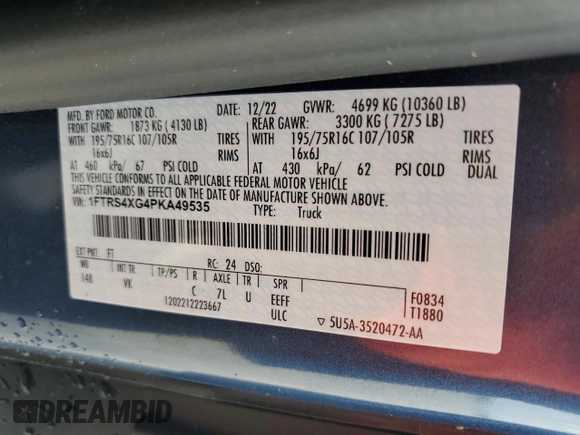 MFD. BY FORD MOTOR CO.
DATE: 12/22 GVWR: 4699 KG (10360 LB)
FRONT GAWR: 1873 KG ( 4130 LB) REAR GAWR: 3300 KG ( 7275 LB)
WITH 195/75R16C 107/105R TIRES WITH 195/75R16C 107/105R TIRES
16x6J RIMS 16x6J RIMS
AT 460 kPa/ 67 PSI COLD AT 430 kPa/ 62 PSI COLD DUAL
THIS VEHICLE CONFORMS TO ALL APPLICABLE FEDERAL MOTOR VEHICLE
SAFETY STANDARDS IN EFFECT ON THE DATE OF MANUFACTURE SHOWN ABOVE.
VIN: 1FTRS4XG4PKA49535 TYPE: Truck
EXT PNT: FT RC: 24 DSO:
WB INT TR TP/PS R AXLE TR SPR
148 VK C 7L U EEFF
1202212223667 ULC
F0834
T1880
▽ 5U5A-3520472-AA
DREAMBID